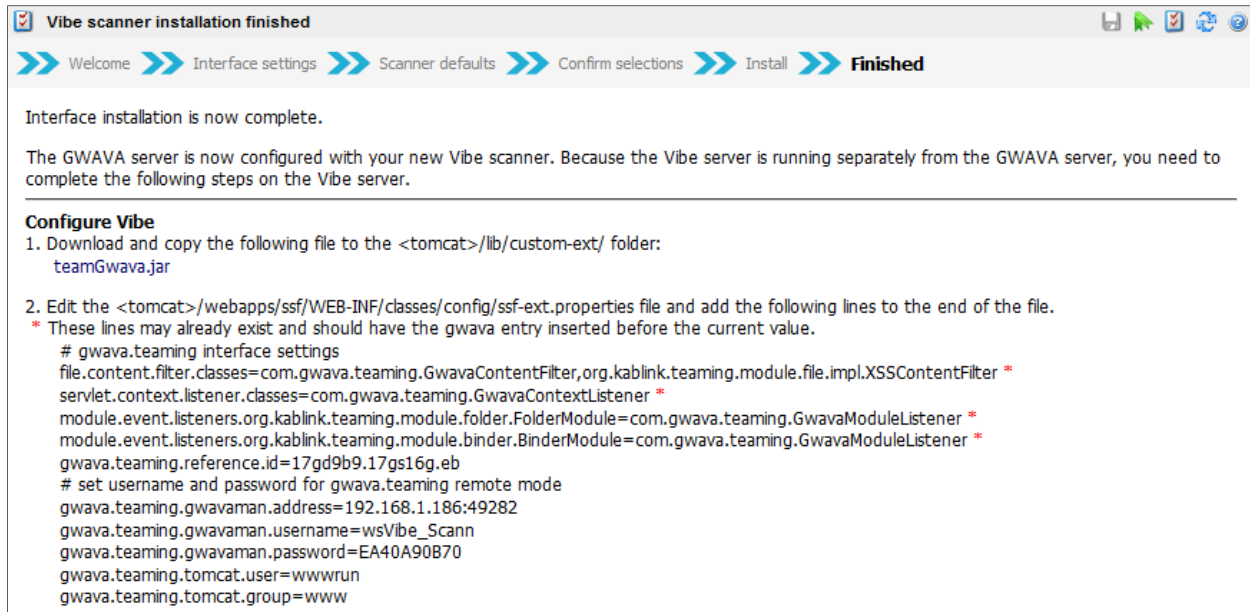 Vibe scanner installation finished
Welcome Interface settings Scanner defaults Confirm selections Install Finished
Interface installation is now complete.
The GWAVA server is now configured with your new Vibe scanner. Because the Vibe server is running separately from the GWAVA server, you need to
complete the following steps on the Vibe server.
Configure Vibe
1. Download and copy the following file to the <tomcat>/lib/custom-ext/ folder:
teamGwava.jar
2. Edit the <tomcat>/webapps/ssf/WEB-INF/classes/config/ssf-ext.properties file and add the following lines to the end of the file.
* These lines may already exist and should have the gwava entry inserted before the current value.
# gwava.teaming interface settings
file.content.filter.classes=com.gwava.teaming.GwavaContentFilter,org.kablink.teaming.module.file.impl.XSSContentFilter *
servlet.context.listener.classes=com.gwava.teaming.GwavaContextListener *
module.event.listeners.org.kablink.teaming.module.folder.FolderModule=com.gwava.teaming.GwavaModuleListener *
module.event.listeners.org.kablink.teaming.module.binder.BinderModule=com.gwava.teaming.GwavaModuleListener *
gwava.teaming.reference.id=17gd9b9.17gs16g.eb
# set username and password for gwava.teaming remote mode
gwava.teaming.gwavaman.address=192.168.1.186:49282
gwava.teaming.gwavaman.username=wsVibe_Scann
gwava.teaming.gwavaman.password=EA40A90B70
gwava.teaming.tomcat.user=wwwrun
gwava.teaming.tomcat.group=www